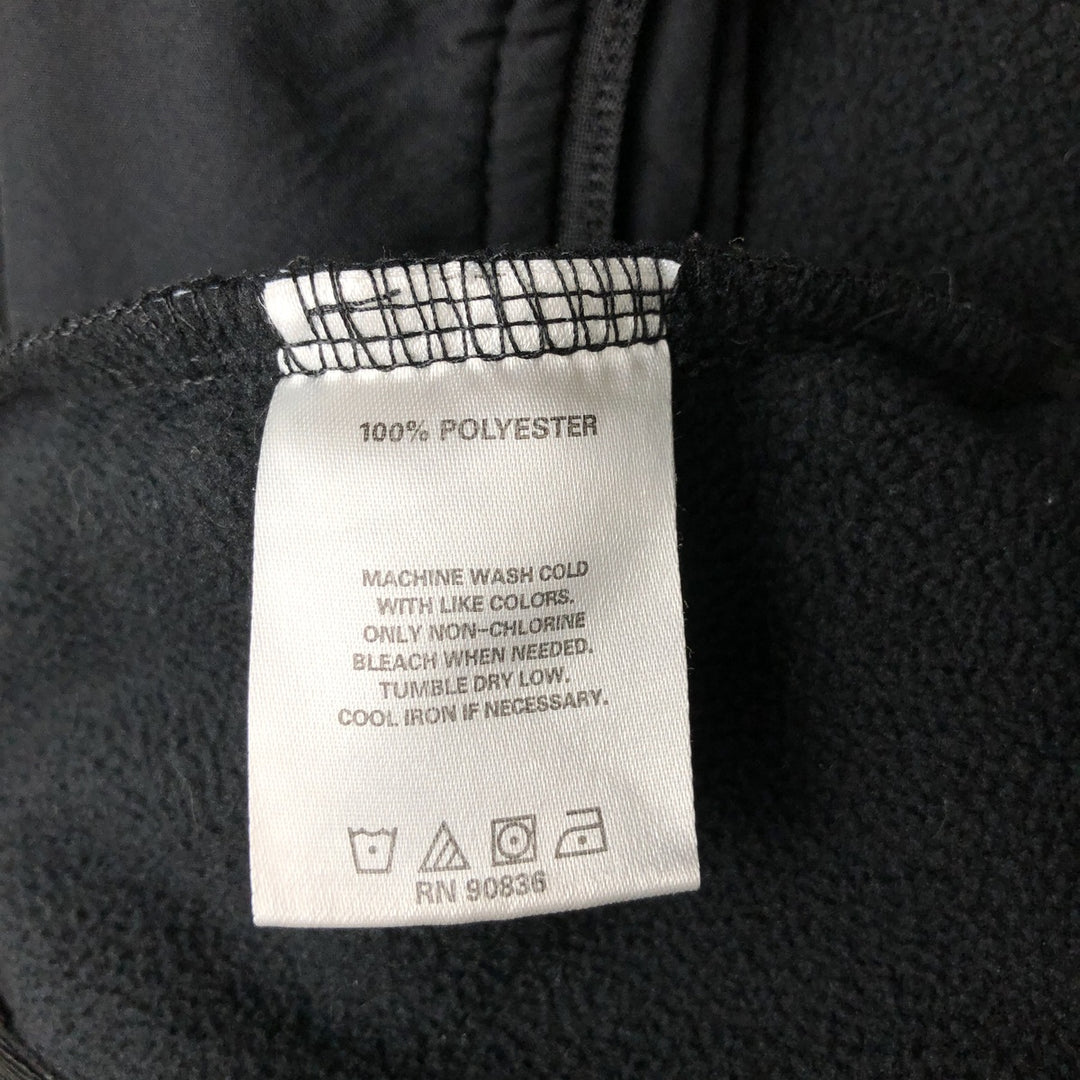 100% POLYESTER
MACHINE WASH COLD
WITH LIKE COLORS.
ONLY NON-CHLORINE
BLEACH WHEN NEEDED.
TUMBLE DRY LOW.
COOL IRON IF NECESSARY.
RN 90836